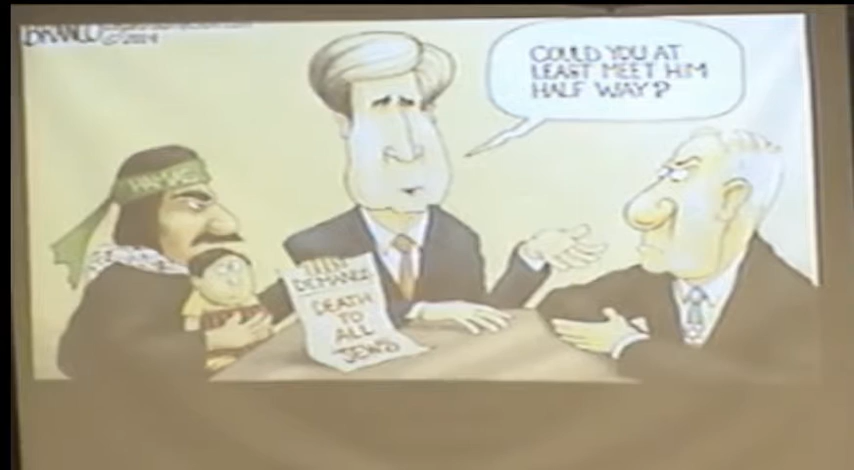 BRANCO
©2014
COULD YOU AT
LEAST MEET HIM
HALF WAY?
HAMAS
DEMANDS
DEATH
TO
ALL
JEWS